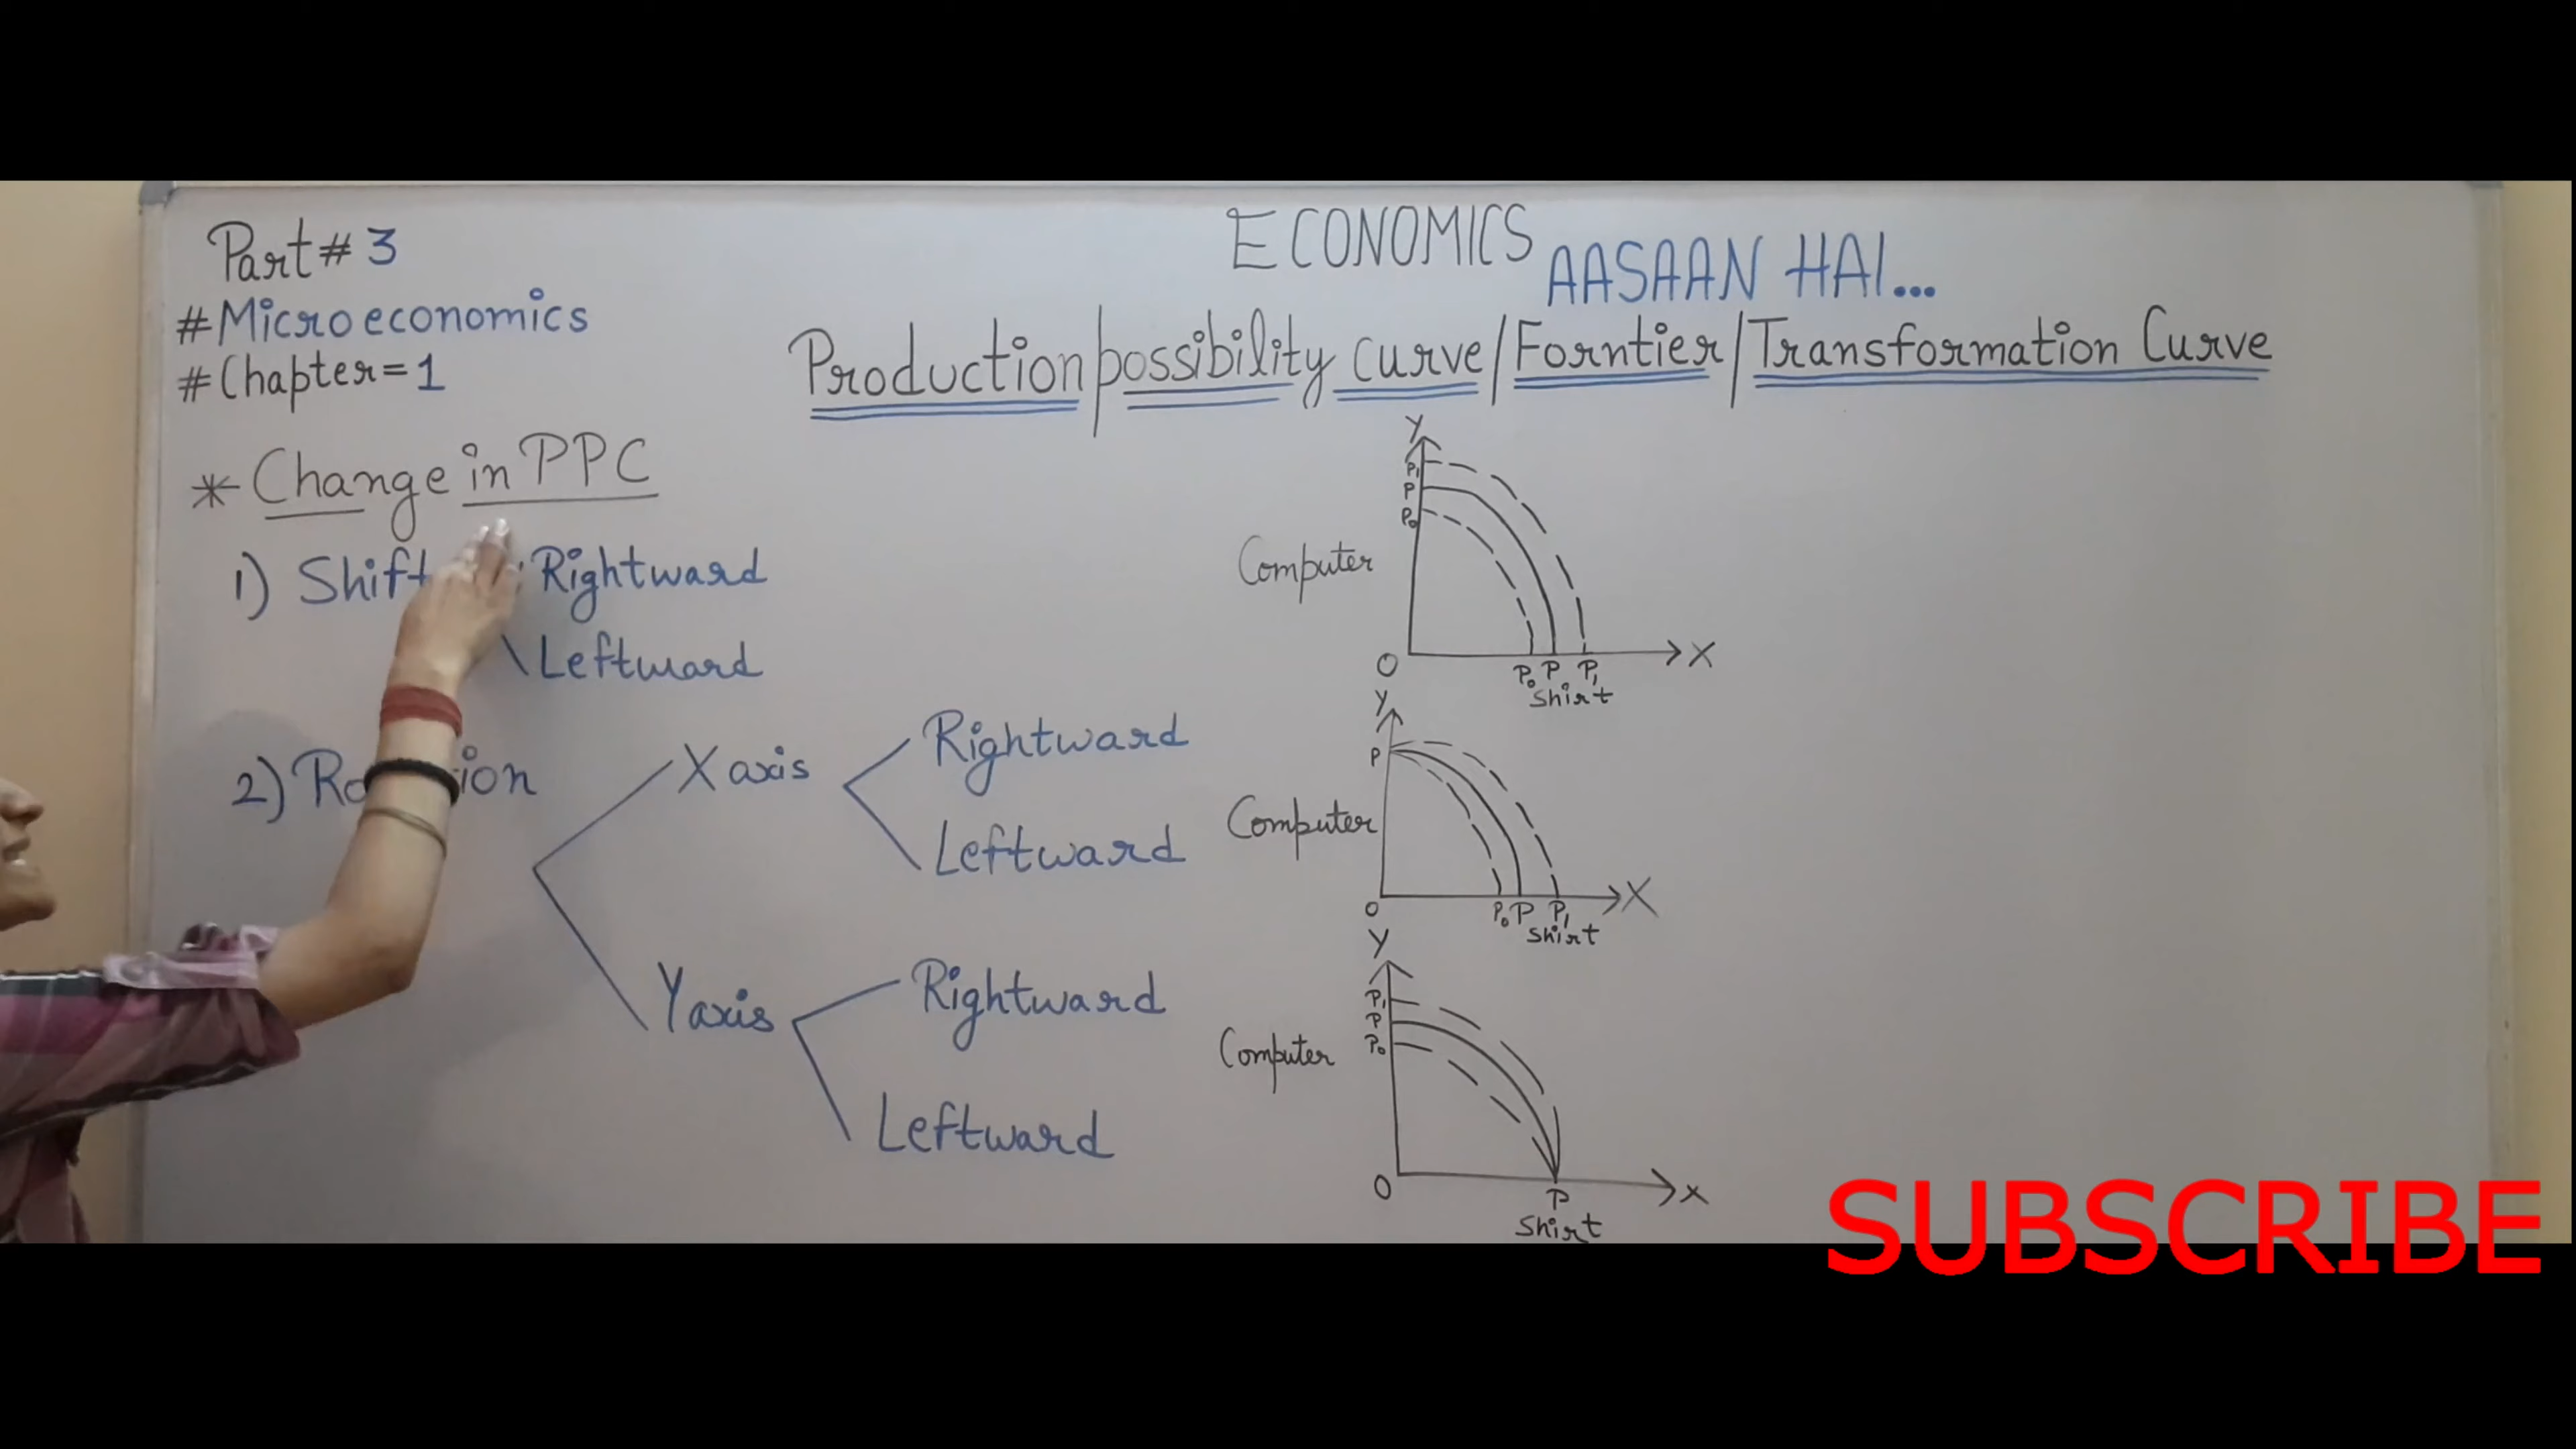 Part # 3
# Microeconomics
# Chapter = 1
ECONOMICS AASAAN HAI...
Production possibility curve / Forntier / Transformation Curve
* Change in PPC
1) Shift Rightward
Leftward
2)
X axis
Rightward
Leftward
Y axis
Rightward
Leftward
Y
P1
P
P0
Computer
O
P0 P P1
X
Shirt
Y
P
Computer
O
P0 P P1
X
Shirt
Y
P1
P
P0
Computer
O
P
X
Shirt
SUBSCRIBE